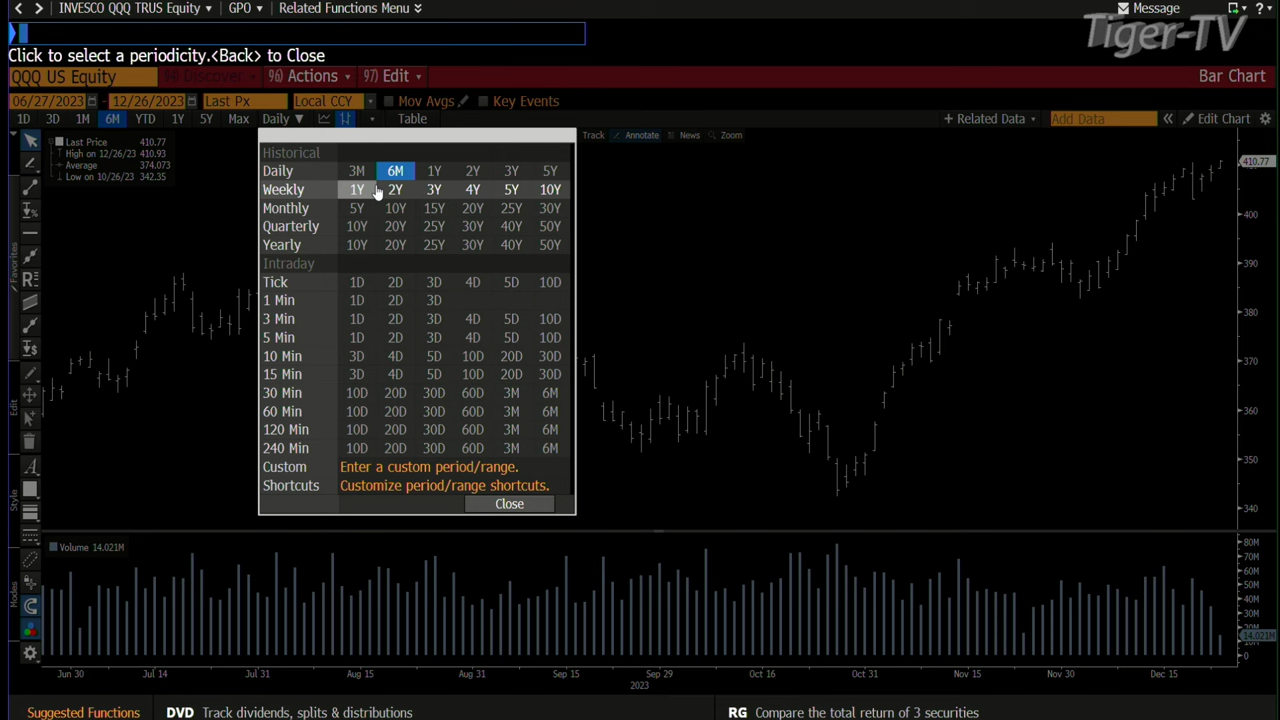 INVESCO QQQ TRUS Equity GPO Related Functions Menu Message
Tiger-TV
Click to select a periodicity.<Back> to Close
QQQ US Equity 96) Actions 97) Edit Bar Chart
06/27/2023 - 12/26/2023 Last Px Local CCY Mov Avgs Key Events
1D 3D 1M 6M YTD 1Y 5Y Max Daily Table + Related Data Add Data Edit Chart
Track Annotate News Zoom
Last Price 410.77
High on 12/26/23 410.93
Average 374.073
Low on 10/26/23 342.35
Historical
Daily 3M 6M 1Y 2Y 3Y 5Y
Weekly 1Y 2Y 3Y 4Y 5Y 10Y
Monthly 5Y 10Y 15Y 20Y 25Y 30Y
Quarterly 10Y 20Y 25Y 30Y 40Y 50Y
Yearly 10Y 20Y 25Y 30Y 40Y 50Y
Intraday
Tick 1D 2D 3D 4D 5D 10D
1 Min 1D 2D 3D
3 Min 1D 2D 3D 4D 5D 10D
5 Min 1D 2D 3D 4D 5D 10D
10 Min 3D 4D 5D 10D 20D 30D
15 Min 3D 4D 5D 10D 20D 30D
30 Min 10D 20D 30D 60D 3M 6M
60 Min 10D 20D 30D 60D 3M 6M
120 Min 10D 20D 30D 60D 3M 6M
240 Min 10D 20D 30D 60D 3M 6M
Custom Enter a custom period/range.
Shortcuts Customize period/range shortcuts.
Close
410.77
400
390
380
370
360
350
340
Favorites
Edit
Style
Modes
Volume 14.021M
80M
70M
60M
50M
40M
30M
20M
14.021M
0
Jun 30 Jul 14 Jul 31 Aug 15 Aug 31 Sep 15 Sep 29 Oct 16 Oct 31 Nov 15 Nov 30 Dec 15
2023
Suggested Functions DVD Track dividends, splits & distributions RG Compare the total return of 3 securities